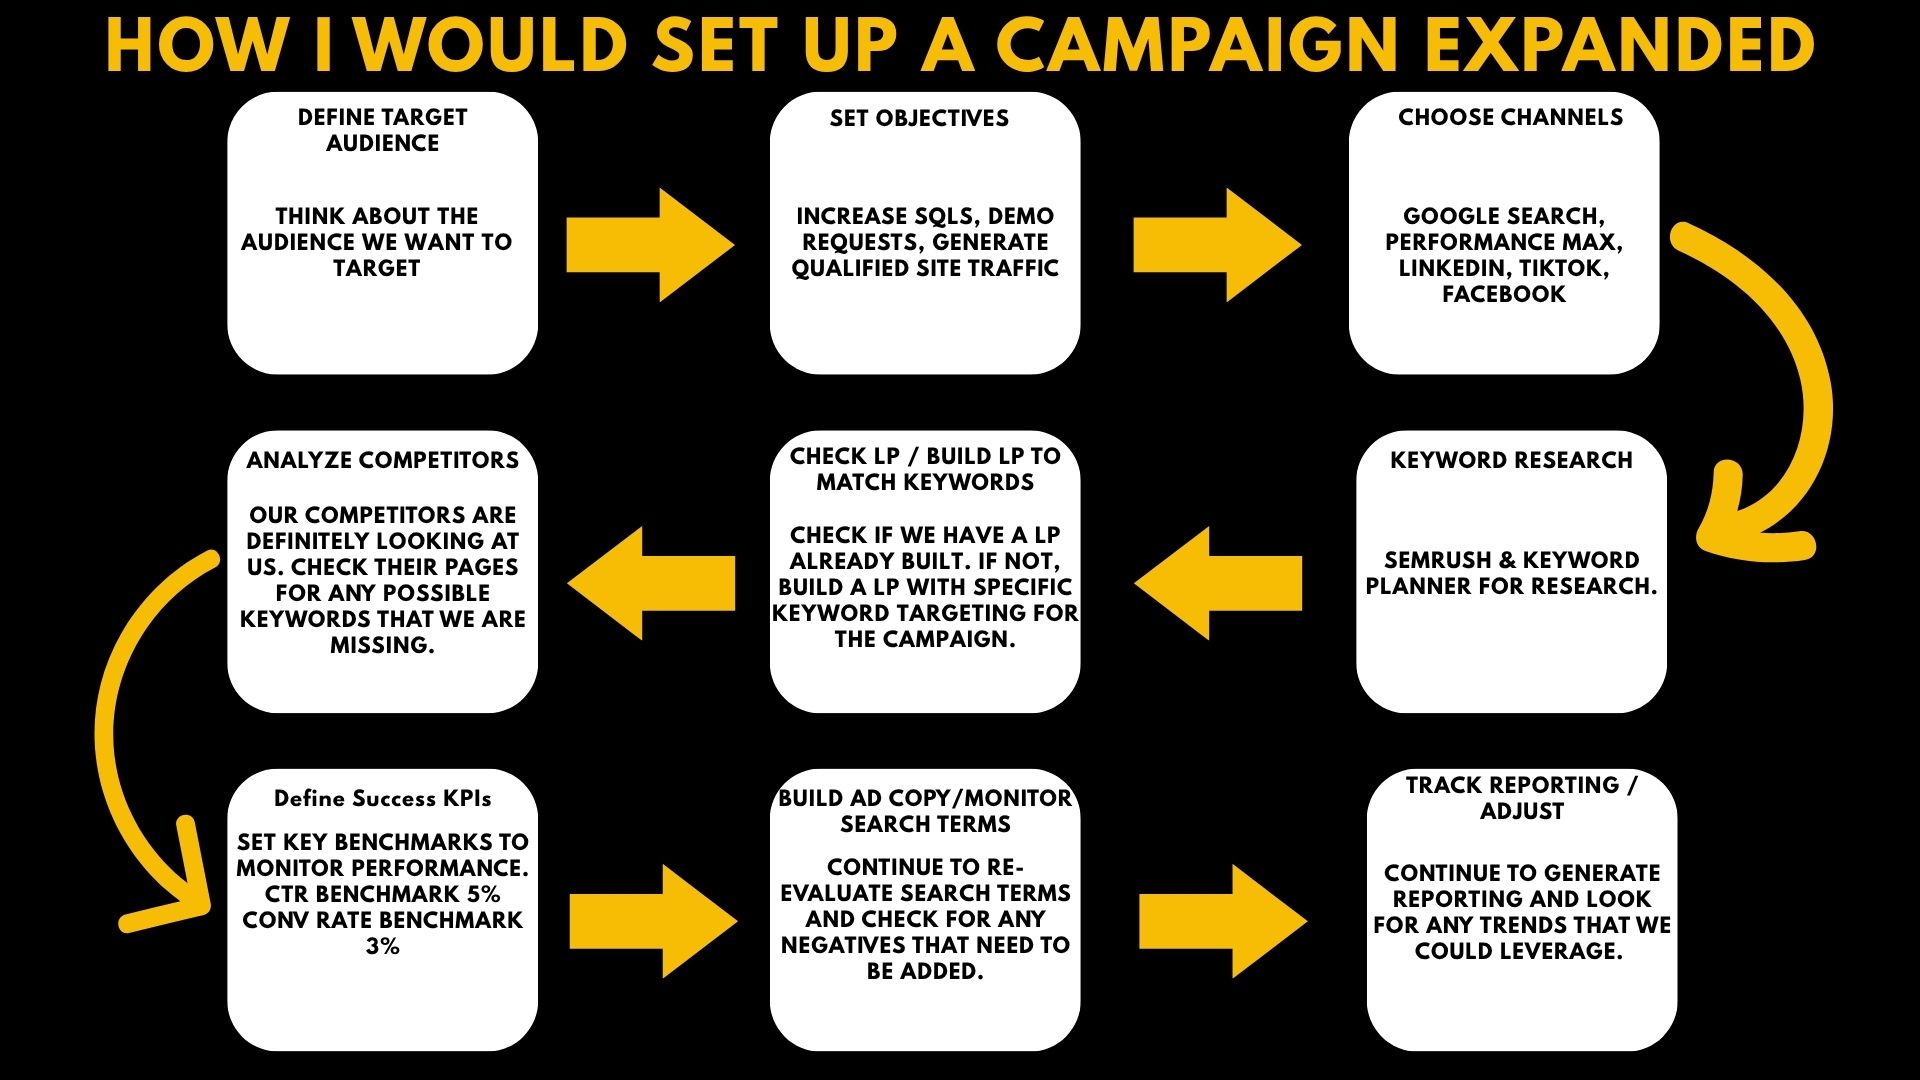 HOW I WOULD SET UP A CAMPAIGN EXPANDED
DEFINE TARGET
AUDIENCE
THINK ABOUT THE
AUDIENCE WE WANT TO
TARGET
SET OBJECTIVES
INCREASE SQLS, DEMO
REQUESTS, GENERATE
QUALIFIED SITE TRAFFIC
CHOOSE CHANNELS
GOOGLE SEARCH,
PERFORMANCE MAX,
LINKEDIN, TIKTOK,
FACEBOOK
KEYWORD RESEARCH
SEMRUSH & KEYWORD
PLANNER FOR RESEARCH.
CHECK LP / BUILD LP TO
MATCH KEYWORDS
CHECK IF WE HAVE A LP
ALREADY BUILT. IF NOT,
BUILD A LP WITH SPECIFIC
KEYWORD TARGETING FOR
THE CAMPAIGN.
ANALYZE COMPETITORS
OUR COMPETITORS ARE
DEFINITELY LOOKING AT
US. CHECK THEIR PAGES
FOR ANY POSSIBLE
KEYWORDS THAT WE ARE
MISSING.
Define Success KPIs
SET KEY BENCHMARKS TO
MONITOR PERFORMANCE.
CTR BENCHMARK 5%
CONV RATE BENCHMARK
3%
BUILD AD COPY/MONITOR
SEARCH TERMS
CONTINUE TO RE-
EVALUATE SEARCH TERMS
AND CHECK FOR ANY
NEGATIVES THAT NEED TO
BE ADDED.
TRACK REPORTING /
ADJUST
CONTINUE TO GENERATE
REPORTING AND LOOK
FOR ANY TRENDS THAT WE
COULD LEVERAGE.